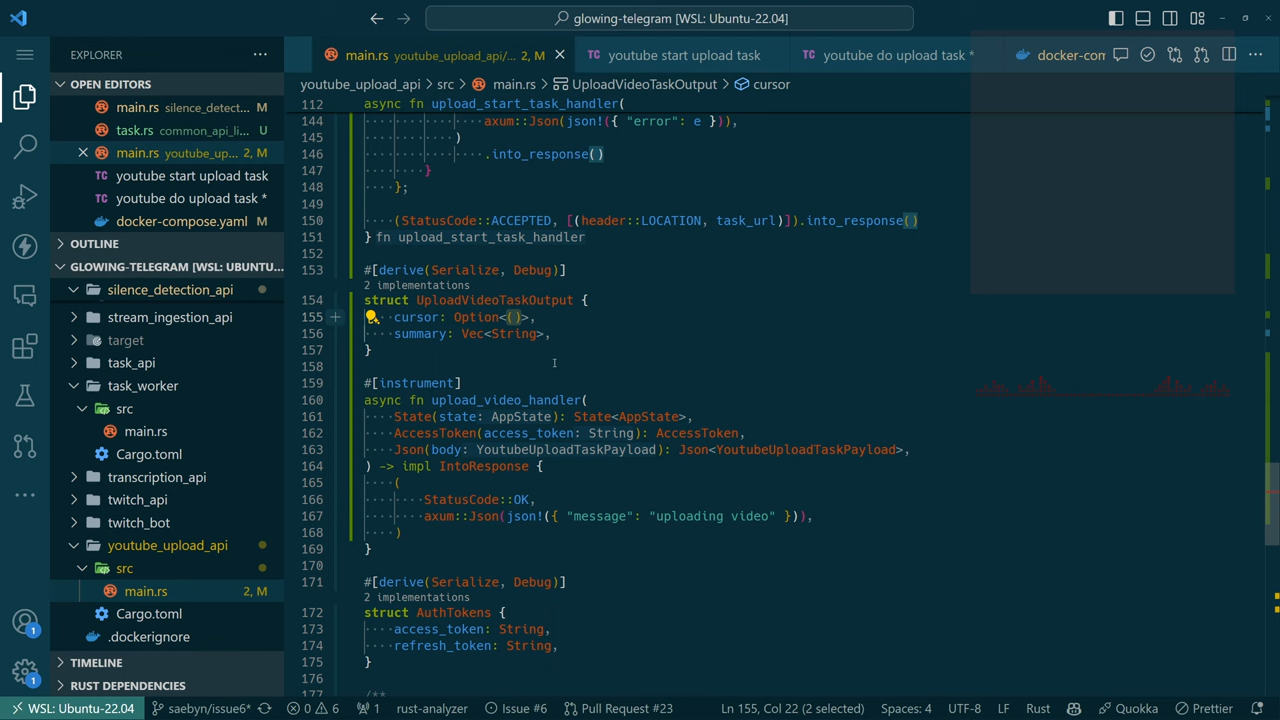 glowing-telegram [WSL: Ubuntu-22.04]
EXPLORER
main.rs youtube_upload_api/... 2, M
youtube start upload task
youtube do upload task *
docker-com
OPEN EDITORS
main.rs silence_detect... M
task.rs common_api_li... U
main.rs youtube_up... 2, M
youtube start upload task
youtube do upload task *
docker-compose.yaml
OUTLINE
GLOWING-TELEGRAM [WSL: UBUNTU...
silence_detection_api
stream_ingestion_api
target
task_api
task_worker
src
main.rs
Cargo.toml
transcription_api
twitch_api
twitch_bot
youtube_upload_api
src
main.rs 2, M
Cargo.toml
.dockerignore
TIMELINE
RUST DEPENDENCIES
youtube_upload_api > src > main.rs > UploadVideoTaskOutput > cursor
112 async fn upload_start_task_handler(
144 axum::Json(json!({ "error": e })),
145 )
146 .into_response()
147 }
148 };
149
150 (StatusCode::ACCEPTED, [(header::LOCATION, task_url)]).into_response()
151 } fn upload_start_task_handler
152
153 #[derive(Serialize, Debug)]
2 implementations
154 struct UploadVideoTaskOutput {
155 cursor: Option<()>,
156 summary: Vec<String>,
157 }
158
159 #[instrument]
160 async fn upload_video_handler(
161 State(state: AppState): State<AppState>,
162 AccessToken(access_token: String): AccessToken,
163 Json(body: YoutubeUploadTaskPayload): Json<YoutubeUploadTaskPayload>,
164 ) -> impl IntoResponse {
165 (
166 StatusCode::OK,
167 axum::Json(json!({ "message": "uploading video" })),
168 )
169 }
170
171 #[derive(Serialize, Debug)]
2 implementations
172 struct AuthTokens {
173 access_token: String,
174 refresh_token: String,
175 }
176
177 /**
1
1
WSL: Ubuntu-22.04
saebyn/issue6*
0
6
1
rust-analyzer
Issue #6
Pull Request #23
Ln 155, Col 22 (2 selected)
Spaces: 4
UTF-8
LF
Rust
Quokka
Prettier